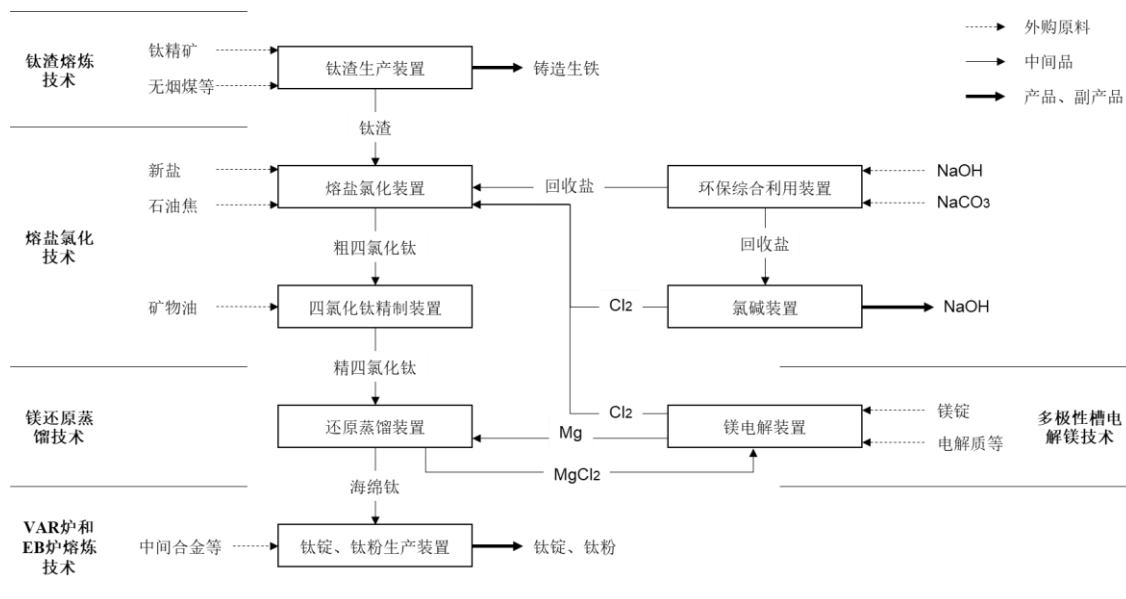 钛渣熔炼
技术
钛精矿
无烟煤等
钛渣生产装置
铸造生铁
外购原料
中间品
产品、副产品
钛渣
熔盐氯化
技术
新盐
石油焦
熔盐氯化装置
回收盐
环保综合利用装置
NaOH
NaCO3
粗四氯化钛
回收盐
矿物油
四氯化钛精制装置
Cl2
氯碱装置
NaOH
精四氯化钛
镁还原蒸
馏技术
还原蒸馏装置
Cl2
Mg
MgCl2
镁电解装置
镁锭
电解质等
多极性槽电
解镁技术
海绵钛
VAR炉和
EB炉熔炼
技术
中间合金等
钛锭、钛粉生产装置
钛锭、钛粉